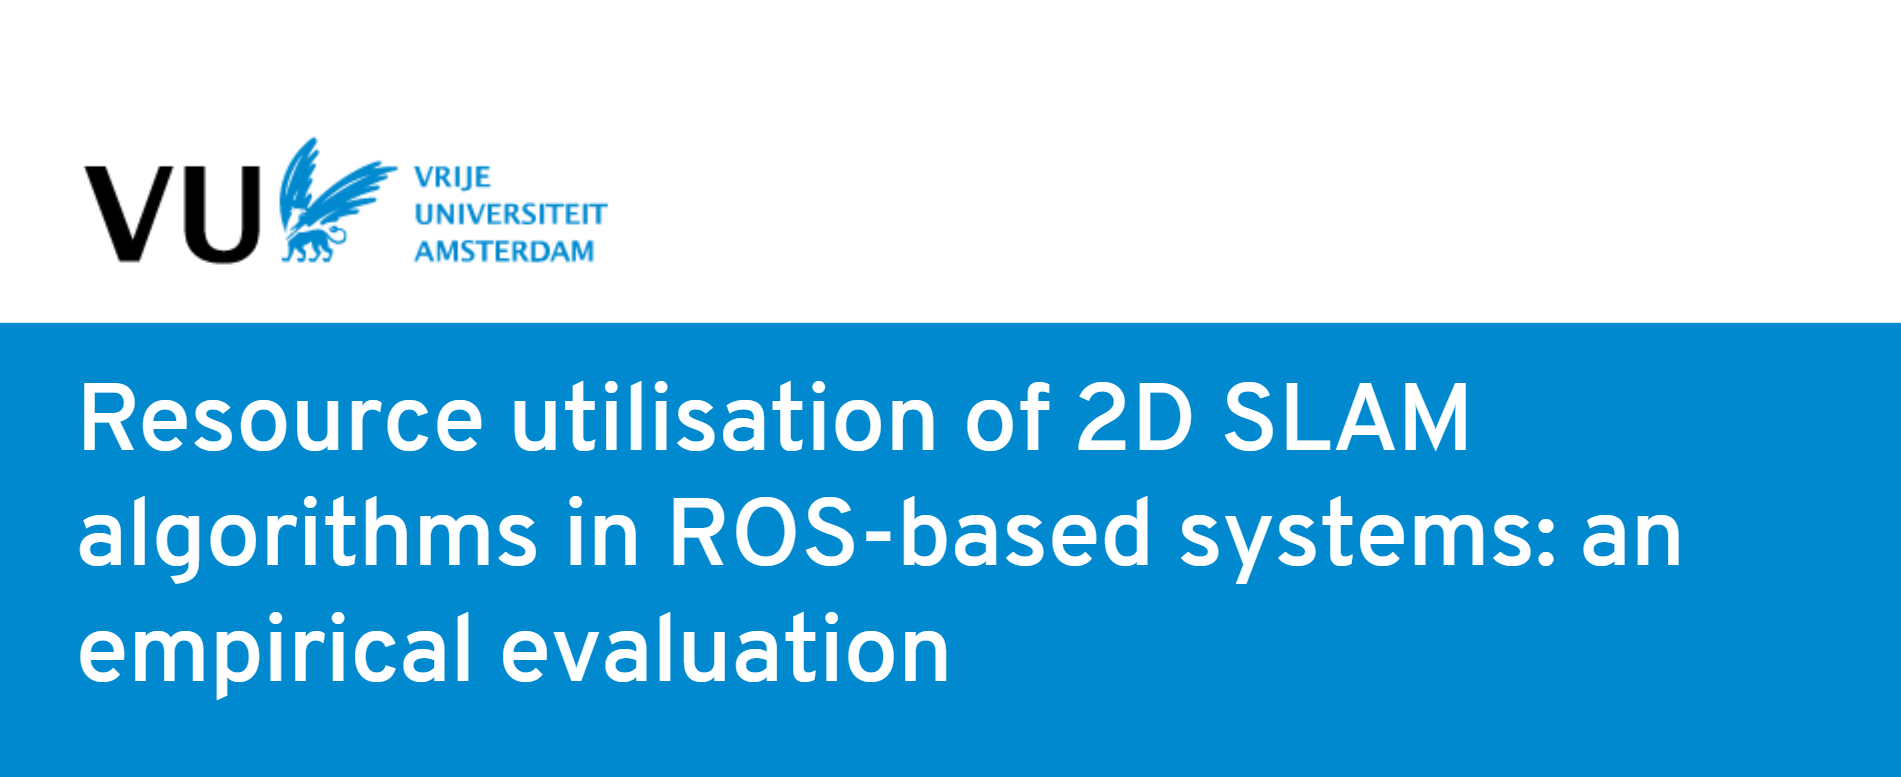 VU
VRIJE
UNIVERSITEIT
AMSTERDAM
Resource utilisation of 2D SLAM
algorithms in ROS-based systems: an
empirical evaluation